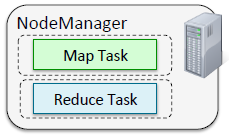 NodeManager
Map Task
Reduce Task